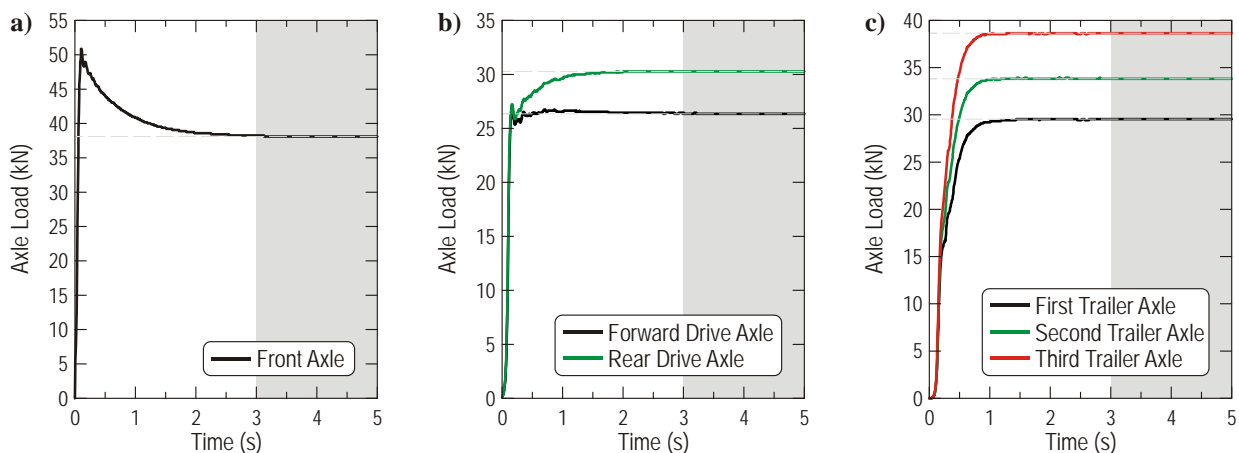 a)
Axle Load (kN)
55
50
45
40
35
30
25
20
15
10
5
0
Front Axle
0 1 2 3 4 5
Time (s)
b)
Axle Load (kN)
35
30
25
20
15
10
5
0
Forward Drive Axle
Rear Drive Axle
0 1 2 3 4 5
Time (s)
c)
Axle Load (kN)
40
35
30
25
20
15
10
5
0
First Trailer Axle
Second Trailer Axle
Third Trailer Axle
0 1 2 3 4 5
Time (s)